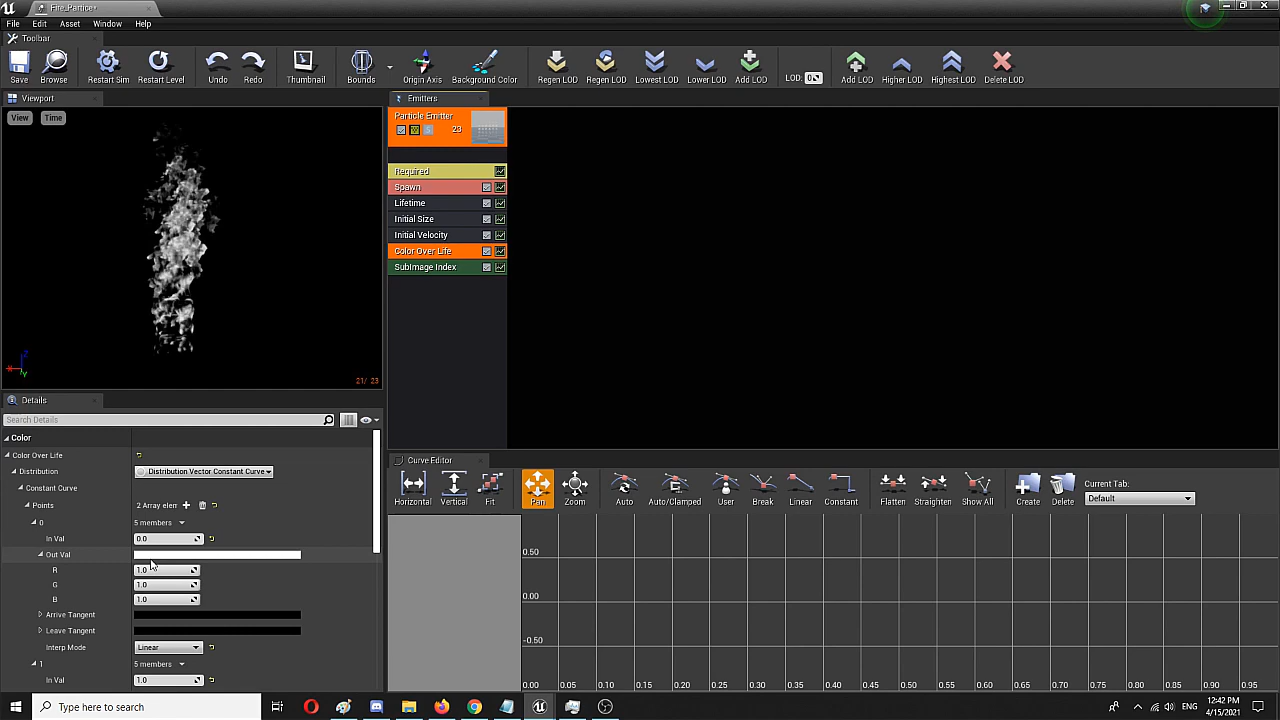 Fire_Particle*
File Edit Asset Window Help
Toolbar
Save Browse Restart Sim Restart Level Undo Redo Thumbnail Bounds Origin Axis Background Color Regen LOD Regen LOD Lowest LOD Lower LOD Add LOD LOD: 0 Add LOD Higher LOD Highest LOD Delete LOD
Viewport
View Time
21/ 23
Emitters
Particle Emitter
23
Required
Spawn
Lifetime
Initial Size
Initial Velocity
Color Over Life
SubImage Index
Details
Search Details
Color
Color Over Life
Distribution Distribution Vector Constant Curve
Constant Curve
Points 2 Array elem
0 5 members
In Val 0.0
Out Val
R 1.0
G 1.0
B 1.0
Arrive Tangent
Leave Tangent
Interp Mode Linear
1 5 members
In Val 1.0
Curve Editor
Horizontal Vertical Fit Pan Zoom Auto Auto/Clamped User Break Linear Constant Flatten Straighten Show All Create Delete
Current Tab:
Default
0.50
0.00
-0.50
0.00 0.05 0.10 0.15 0.20 0.25 0.30 0.35 0.40 0.45 0.50 0.55 0.60 0.65 0.70 0.75 0.80 0.85 0.90 0.95
Type here to search
ENG
12:42 PM
4/15/2021